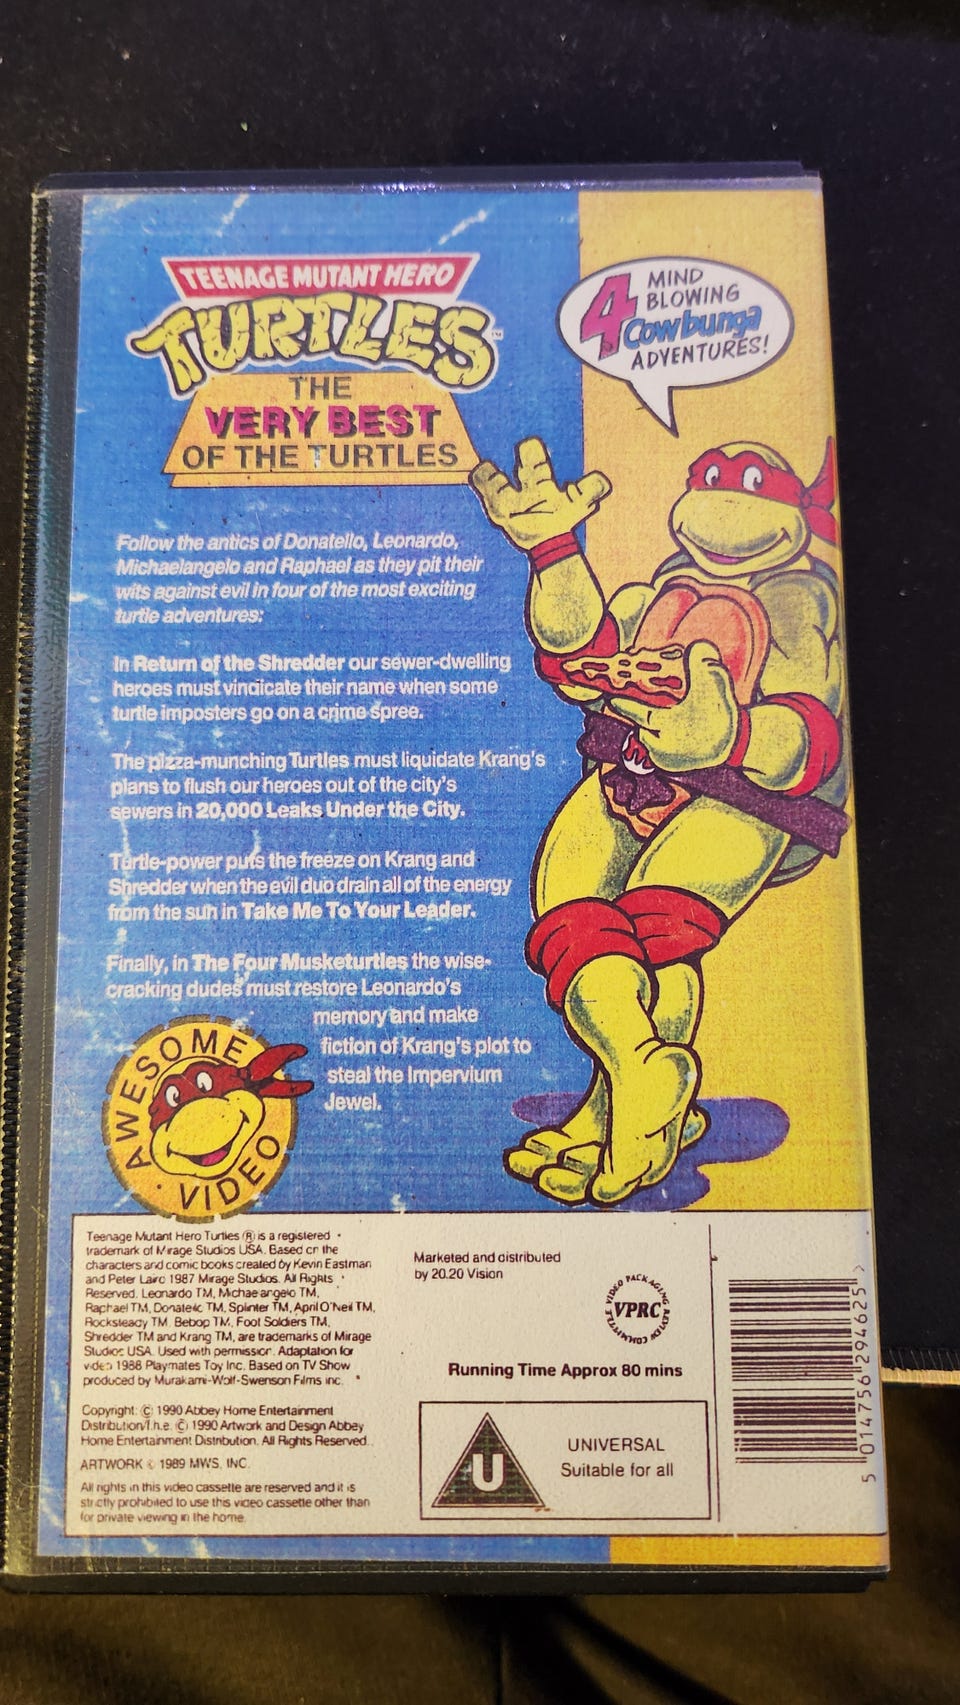 TEENAGE MUTANT HERO
TURTLES™
THE
VERY BEST
OF THE TURTLES
4 MIND
BLOWING
Cowbunga
ADVENTURES!
Follow the antics of Donatello, Leonardo,
Michaelangelo and Raphael as they pit their
wits against evil in four of the most exciting
turtle adventures:
In Return of the Shredder our sewer-dwelling
heroes must vindicate their name when some
turtle imposters go on a crime spree.
The pizza-munching Turtles must liquidate Krang's
plans to flush our heroes out of the city's
sewers in 20,000 Leaks Under the City.
Turtle-power puts the freeze on Krang and
Shredder when the evil duo drain all of the energy
from the sun in Take Me To Your Leader.
Finally, in The Four Musketurtles the wise-
cracking dudes must restore Leonardo's
memory and make
fiction of Krang's plot to
steal the Impervium
Jewel.
AWESOME
· VIDEO ·
Teenage Mutant Hero Turtles ® is a registered
trademark of Mirage Studios USA. Based on the
characters and comic books created by Kevin Eastman
and Peter Laird 1987 Mirage Studios. All Rights
Reserved. Leonardo TM, Michaelangelo TM,
Raphael TM, Donatello TM, Splinter TM, April O'Neil TM,
Rocksteady TM, Bebop TM, Foot Soldiers TM,
Shredder TM and Krang TM, are trademarks of Mirage
Studios USA. Used with permission. Adaptation for
video 1988 Playmates Toy Inc. Based on TV Show
produced by Murakami-Wolf-Swenson Films inc.
Copyright: © 1990 Abbey Home Entertainment
Distribution/I.h.e. © 1990 Artwork and Design Abbey
Home Entertainment Distribution. All Rights Reserved.
ARTWORK © 1989 MWS, INC.
All rights in this video cassette are reserved and it is
strictly prohibited to use this video cassette other than
for private viewing in the home.
Marketed and distributed
by 20.20 Vision
VIDEO PACKAGING REVIEW COMMITTEE
VPRC
Running Time Approx 80 mins
U
UNIVERSAL
Suitable for all
5 014756 294625 >